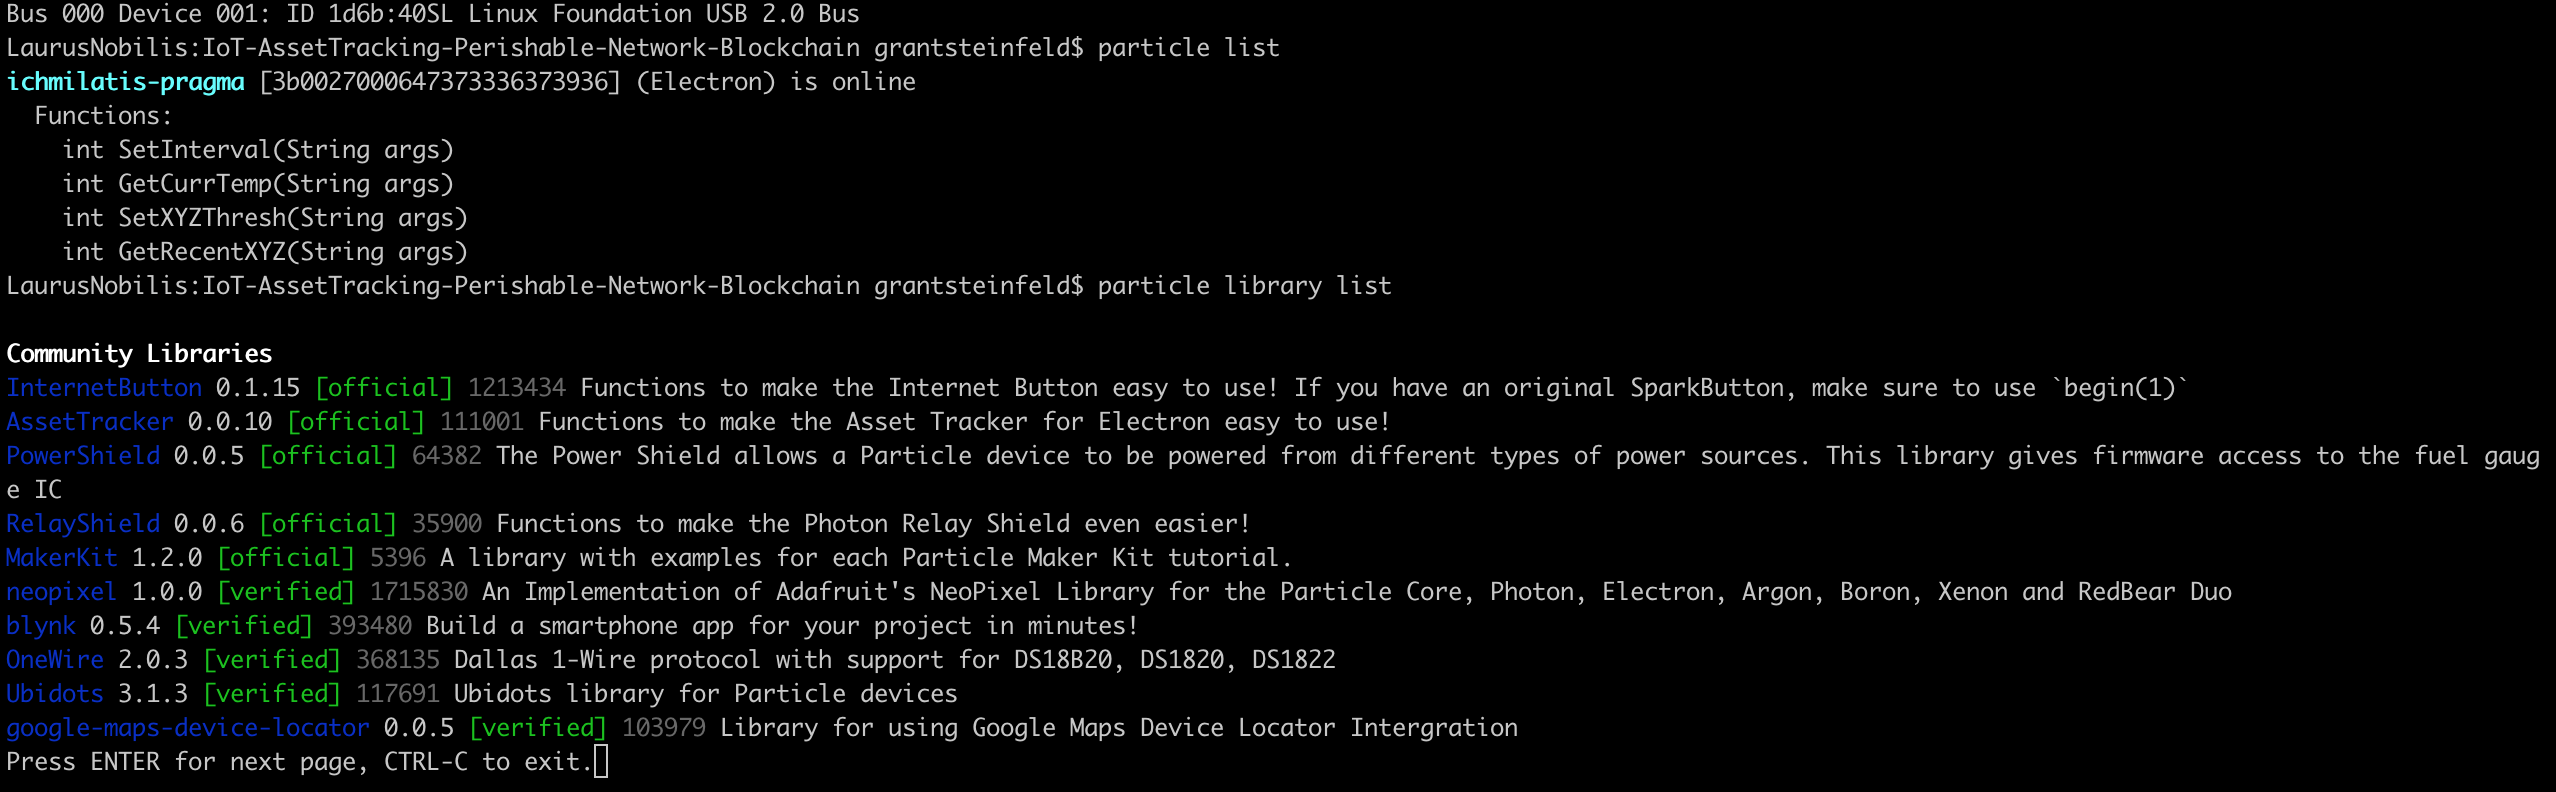 Bus 000 Device 001: ID 1d6b:40SL Linux Foundation USB 2.0 Bus
LaurusNobilis:IoT-AssetTracking-Perishable-Network-Blockchain grantsteinfeld$ particle list
ichmilatis-pragma [3b0027000647373336373936] (Electron) is online
  Functions:
    int SetInterval(String args)
    int GetCurrTemp(String args)
    int SetXYZThresh(String args)
    int GetRecentXYZ(String args)
LaurusNobilis:IoT-AssetTracking-Perishable-Network-Blockchain grantsteinfeld$ particle library list
Community Libraries
InternetButton 0.1.15 [official] 1213434 Functions to make the Internet Button easy to use! If you have an original SparkButton, make sure to use `begin(1)`
AssetTracker 0.0.10 [official] 111001 Functions to make the Asset Tracker for Electron easy to use!
PowerShield 0.0.5 [official] 64382 The Power Shield allows a Particle device to be powered from different types of power sources. This library gives firmware access to the fuel gaug
e IC
RelayShield 0.0.6 [official] 35900 Functions to make the Photon Relay Shield even easier!
MakerKit 1.2.0 [official] 5396 A library with examples for each Particle Maker Kit tutorial.
neopixel 1.0.0 [verified] 1715830 An Implementation of Adafruit's NeoPixel Library for the Particle Core, Photon, Electron, Argon, Boron, Xenon and RedBear Duo
blynk 0.5.4 [verified] 393480 Build a smartphone app for your project in minutes!
OneWire 2.0.3 [verified] 368135 Dallas 1-Wire protocol with support for DS18B20, DS1820, DS1822
Ubidots 3.1.3 [verified] 117691 Ubidots library for Particle devices
google-maps-device-locator 0.0.5 [verified] 103979 Library for using Google Maps Device Locator Intergration
Press ENTER for next page, CTRL-C to exit.